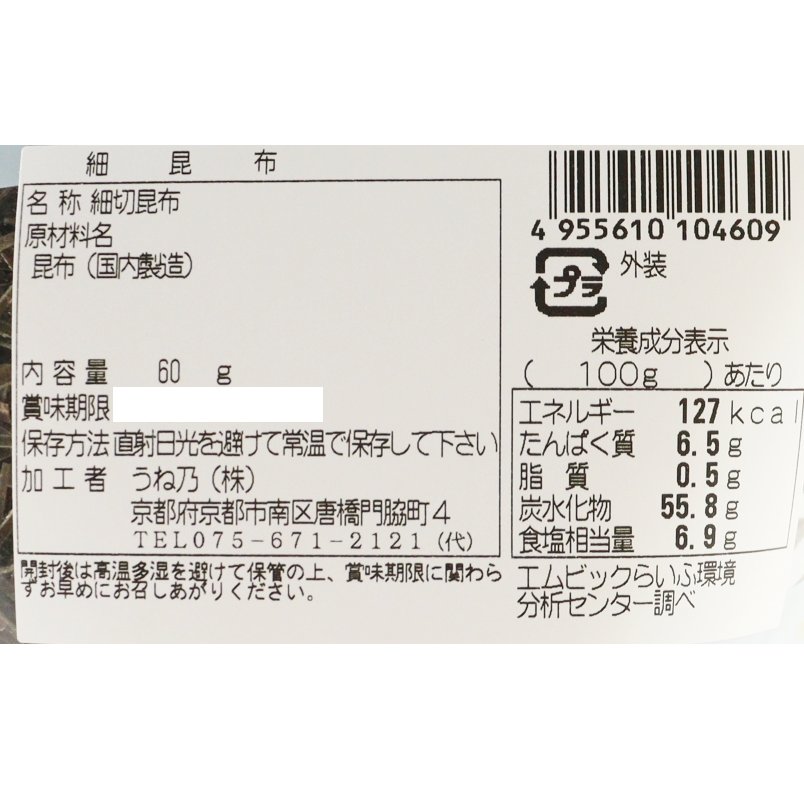 細 昆 布
名 称 細切昆布
原材料名
昆布（国内製造）
内 容 量 60 g
賞味期限
保存方法 直射日光を避けて常温で保存して下さい
加 工 者 うね乃（株）
京都府京都市南区唐橋門脇町４
TEL075-671-2121（代）
開封後は高温多湿を避けて保管の上、賞味期限に関わら
ずお早めにお召しあがりください。
4 955610 104609
プラ 外装
栄養成分表示
（ 100g ）あたり
エネルギー 127 kcal
たんぱく質 6.5 g
脂 質 0.5 g
炭水化物 55.8 g
食塩相当量 6.9 g
エムビックらいふ環境
分析センター調べ